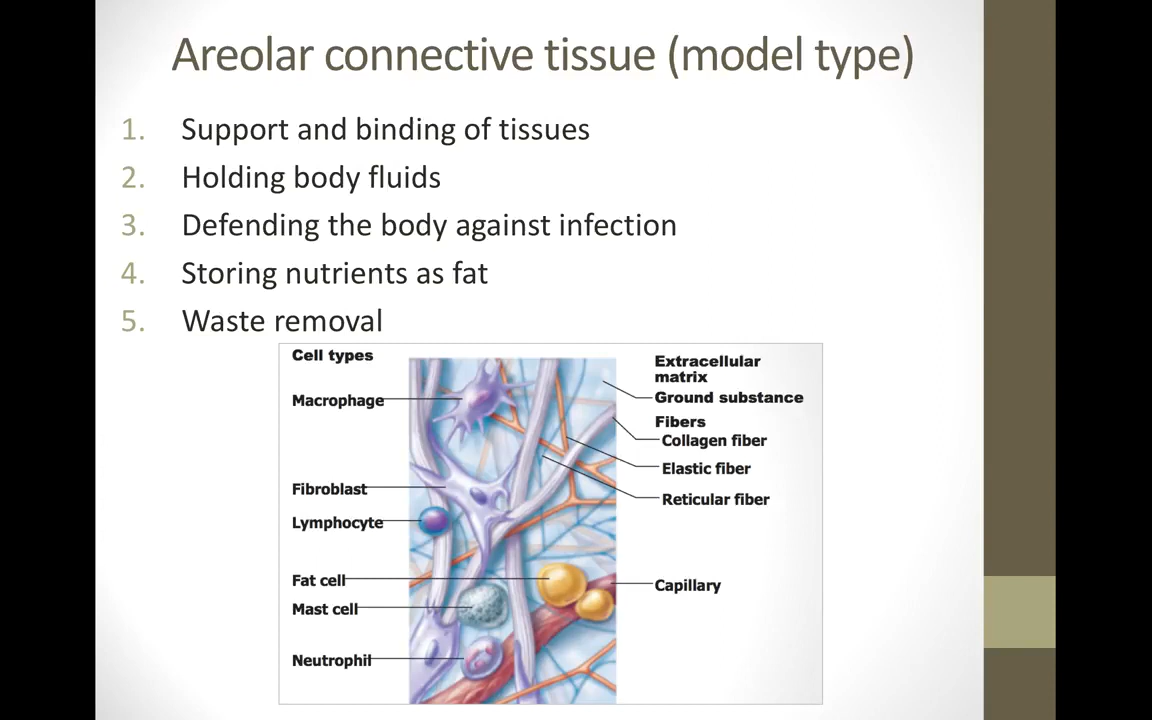 Areolar connective tissue (model type)
1. Support and binding of tissues
2. Holding body fluids
3. Defending the body against infection
4. Storing nutrients as fat
5. Waste removal
Cell types
Macrophage
Fibroblast
Lymphocyte
Fat cell
Mast cell
Neutrophil
Extracellular
matrix
Ground substance
Fibers
Collagen fiber
Elastic fiber
Reticular fiber
Capillary